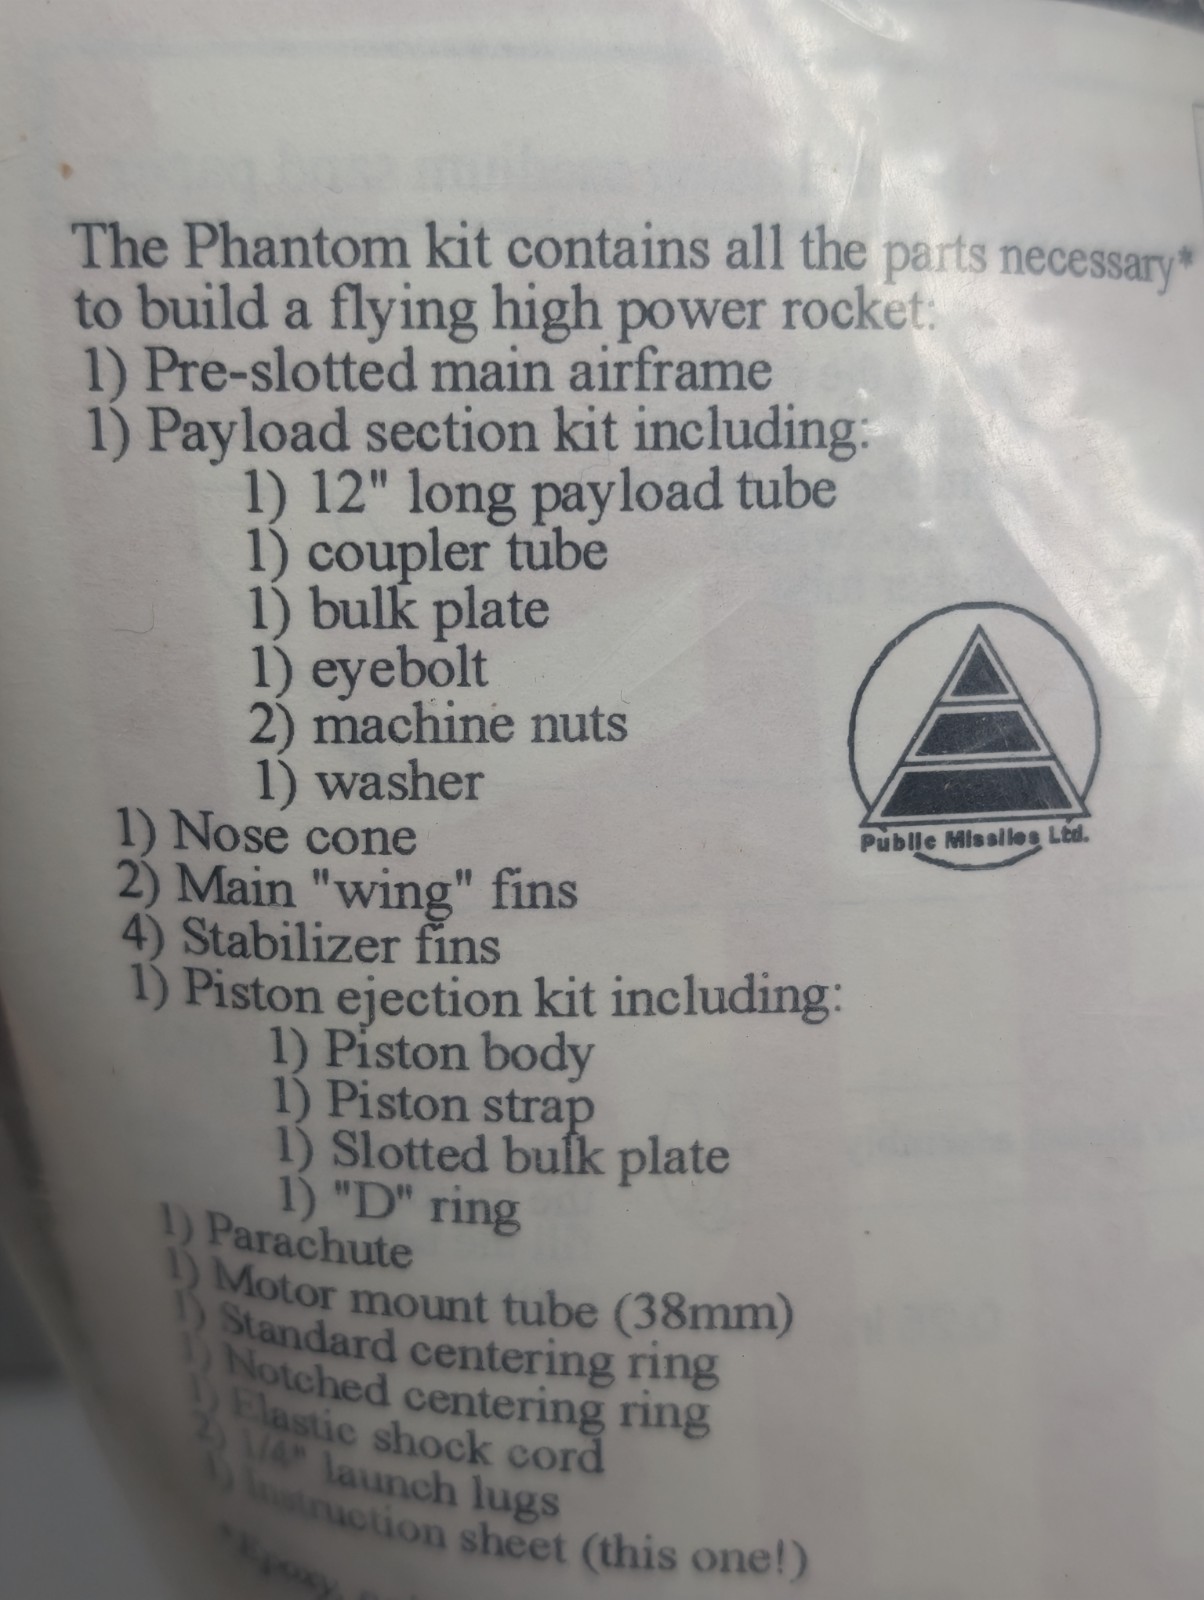 The Phantom kit contains all the parts necessary*
to build a flying high power rocket:
1) Pre-slotted main airframe
1) Payload section kit including:
1) 12" long payload tube
1) coupler tube
1) bulk plate
1) eyebolt
2) machine nuts
1) washer
1) Nose cone
2) Main "wing" fins
4) Stabilizer fins
1) Piston ejection kit including:
1) Piston body
1) Piston strap
1) Slotted bulk plate
1) "D" ring
1) Parachute
1) Motor mount tube (38mm)
1) Standard centering ring
1) Notched centering ring
1) Elastic shock cord
2) 1/4" launch lugs
1) Instruction sheet (this one!)
*Epoxy,
Public Missiles Ltd.